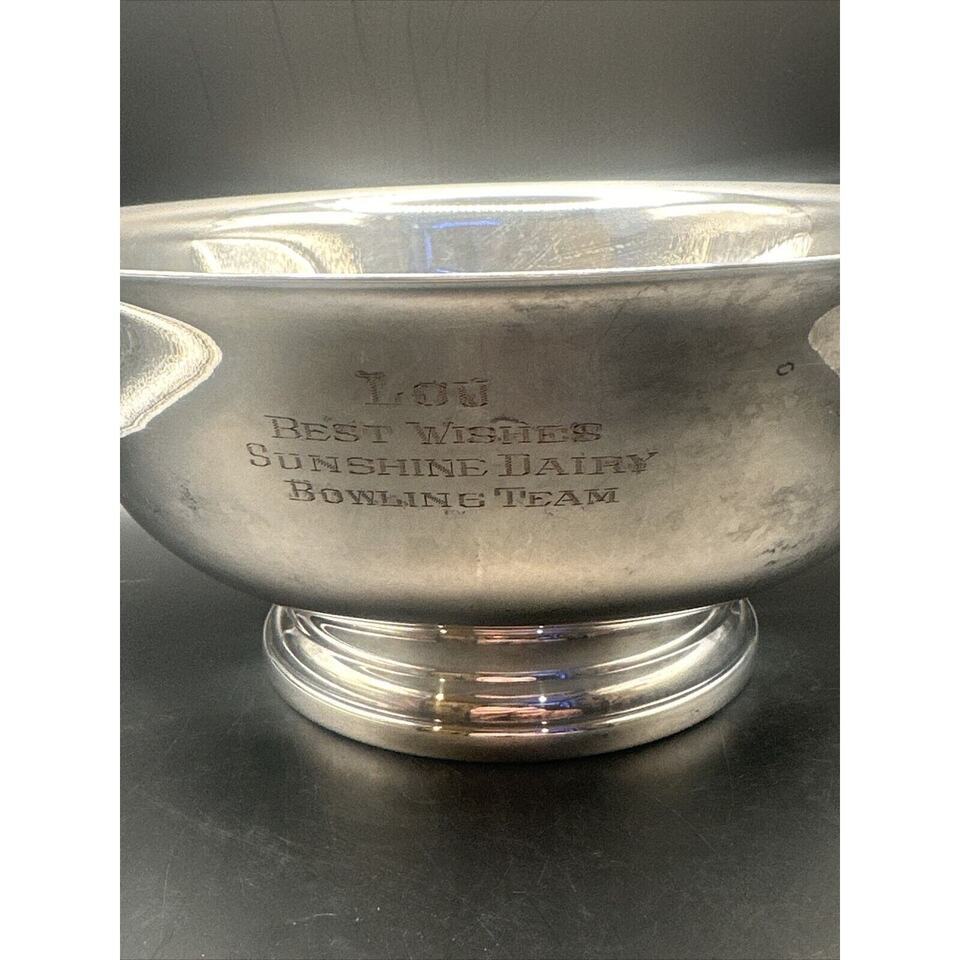 LOU
BEST WISHES
SUNSHINE DAIRY
BOWLING TEAM